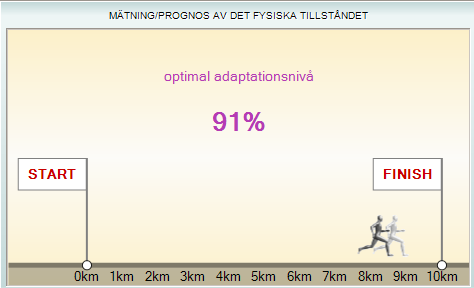 MÄTNING/PROGNOS AV DET FYSISKA TILLSTÅNDET
optimal adaptationsnivå
91%
START
FINISH
0km 1km 2km 3km 4km 5km 6km 7km 8km 9km 10km